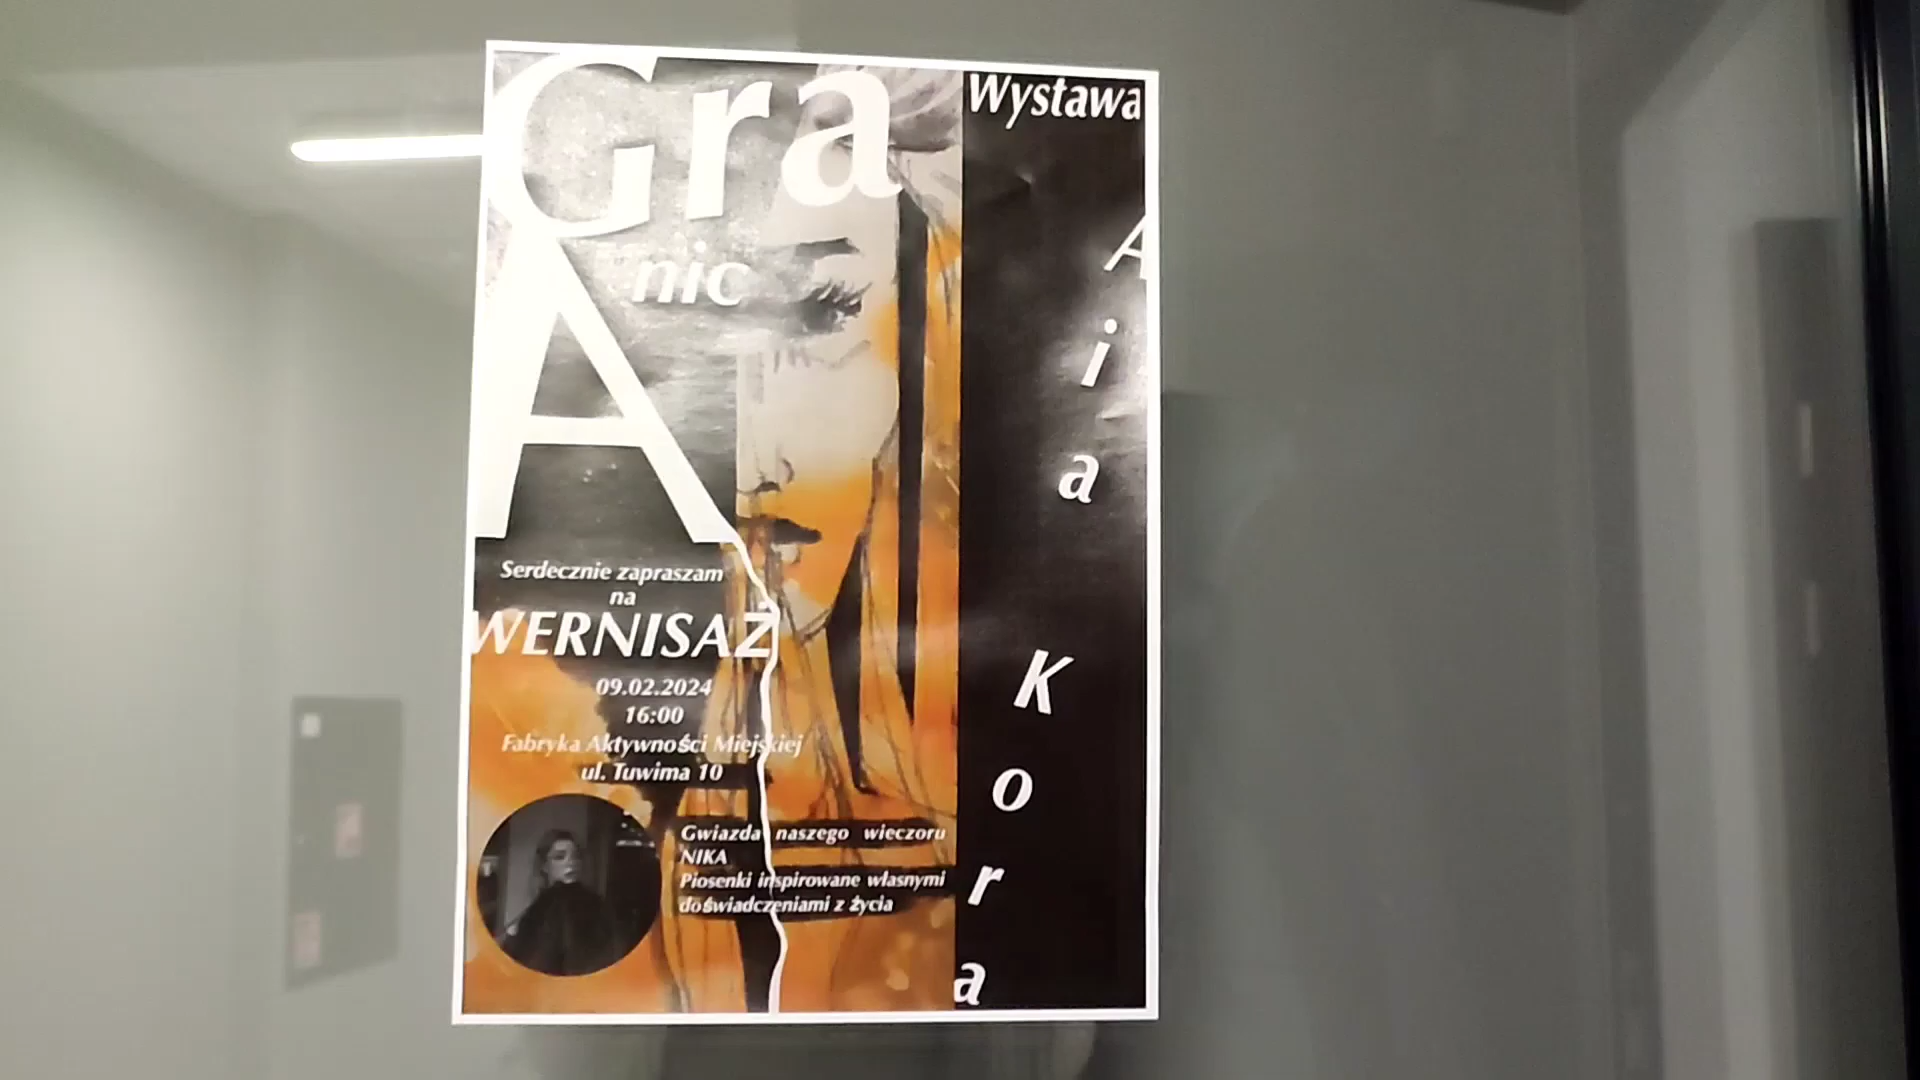 Gra
nic
A
Wystawa
A
i
a
K
o
r
a
Serdecznie zapraszam
na
WERNISAŻ
09.02.2024
16:00
Fabryka Aktywności Miejskiej
ul. Tuwima 10
Gwiazda naszego wieczoru
NIKA
Piosenki inspirowane własnymi
doświadczeniami z życia